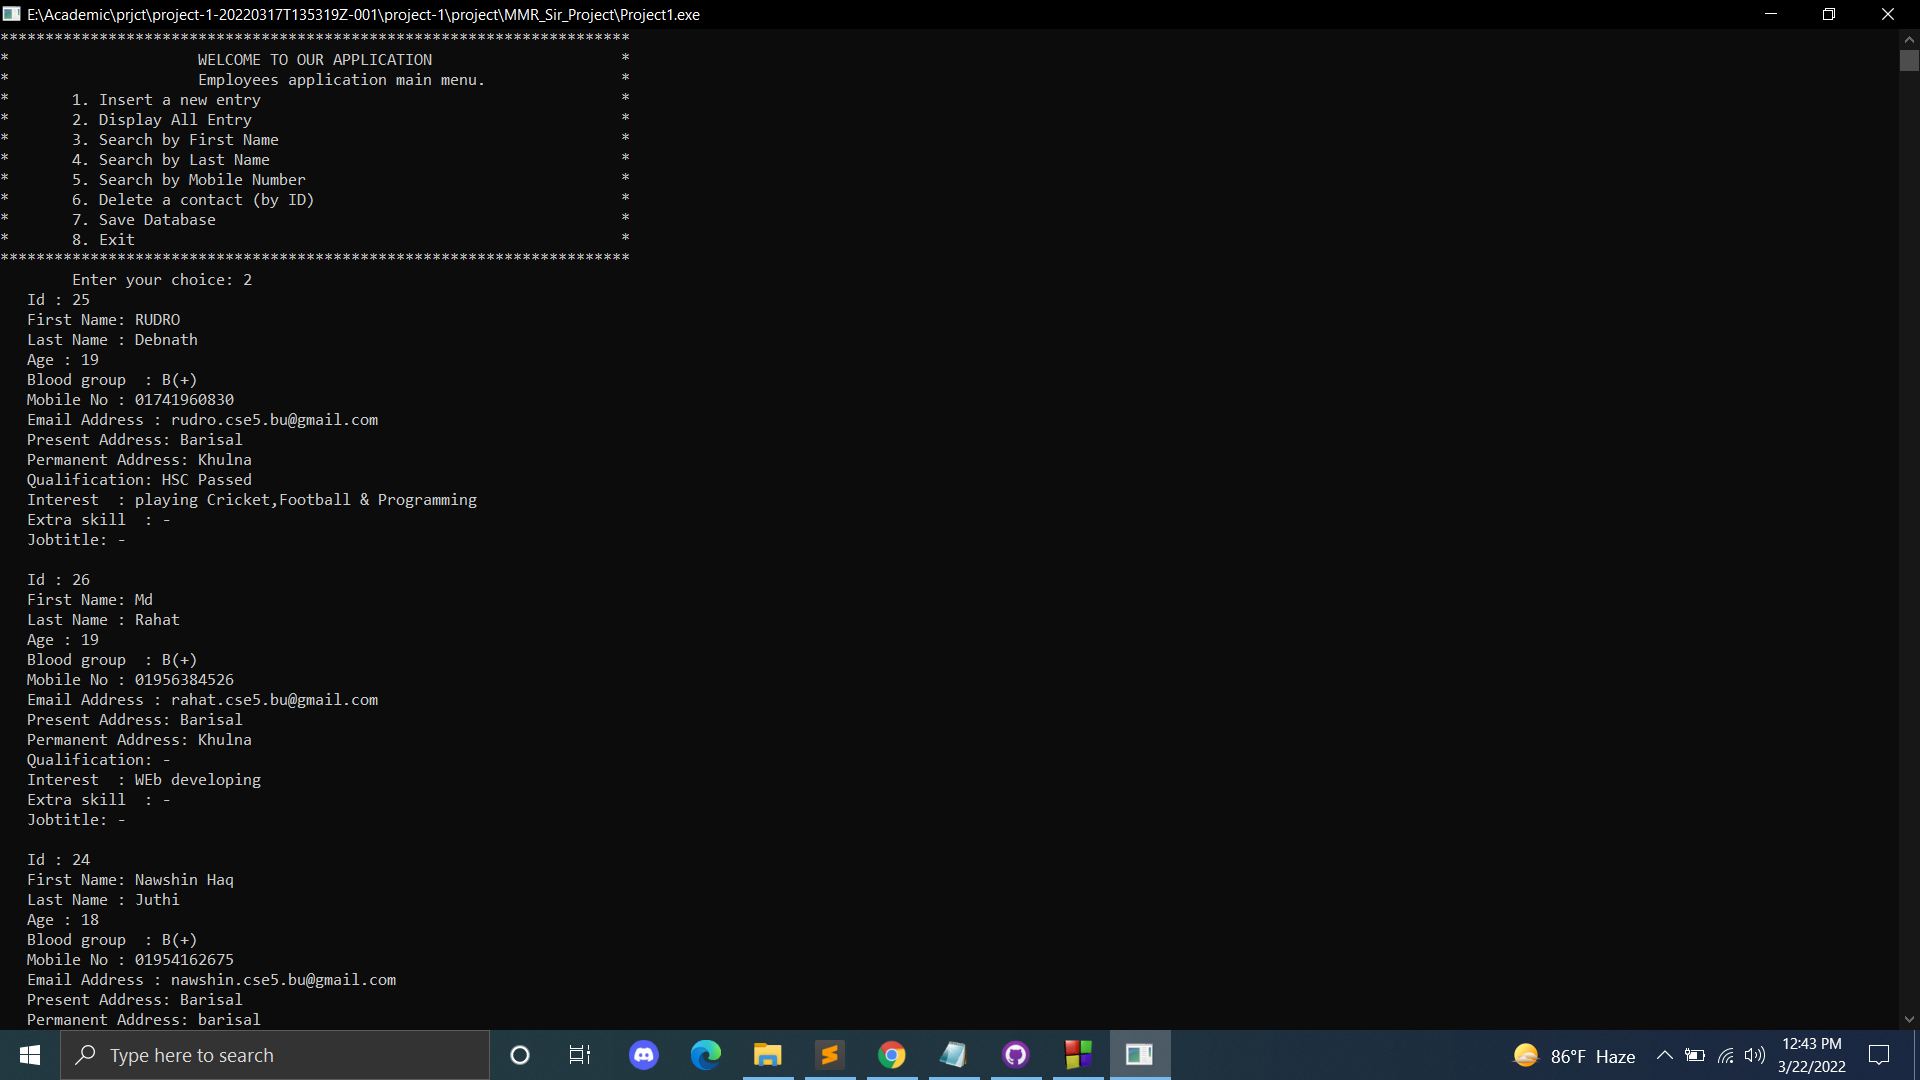 E:\Academic\prjct\project-1-20220317T135319Z-001\project-1\project\MMR_Sir_Project\Project1.exe
**********************************************************************
* WELCOME TO OUR APPLICATION *
* Employees application main menu. *
* 1. Insert a new entry *
* 2. Display All Entry *
* 3. Search by First Name *
* 4. Search by Last Name *
* 5. Search by Mobile Number *
* 6. Delete a contact (by ID) *
* 7. Save Database *
* 8. Exit *
**********************************************************************
Enter your choice: 2
Id : 25
First Name: RUDRO
Last Name : Debnath
Age : 19
Blood group  : B(+)
Mobile No : 01741960830
Email Address : rudro.cse5.bu@gmail.com
Present Address: Barisal
Permanent Address: Khulna
Qualification: HSC Passed
Interest  : playing Cricket,Football & Programming
Extra skill  : -
Jobtitle: -
Id : 26
First Name: Md
Last Name : Rahat
Age : 19
Blood group  : B(+)
Mobile No : 01956384526
Email Address : rahat.cse5.bu@gmail.com
Present Address: Barisal
Permanent Address: Khulna
Qualification: -
Interest  : WEb developing
Extra skill  : -
Jobtitle: -
Id : 24
First Name: Nawshin Haq
Last Name : Juthi
Age : 18
Blood group  : B(+)
Mobile No : 01954162675
Email Address : nawshin.cse5.bu@gmail.com
Present Address: Barisal
Permanent Address: barisal
Type here to search
86°F Haze
12:43 PM
3/22/2022